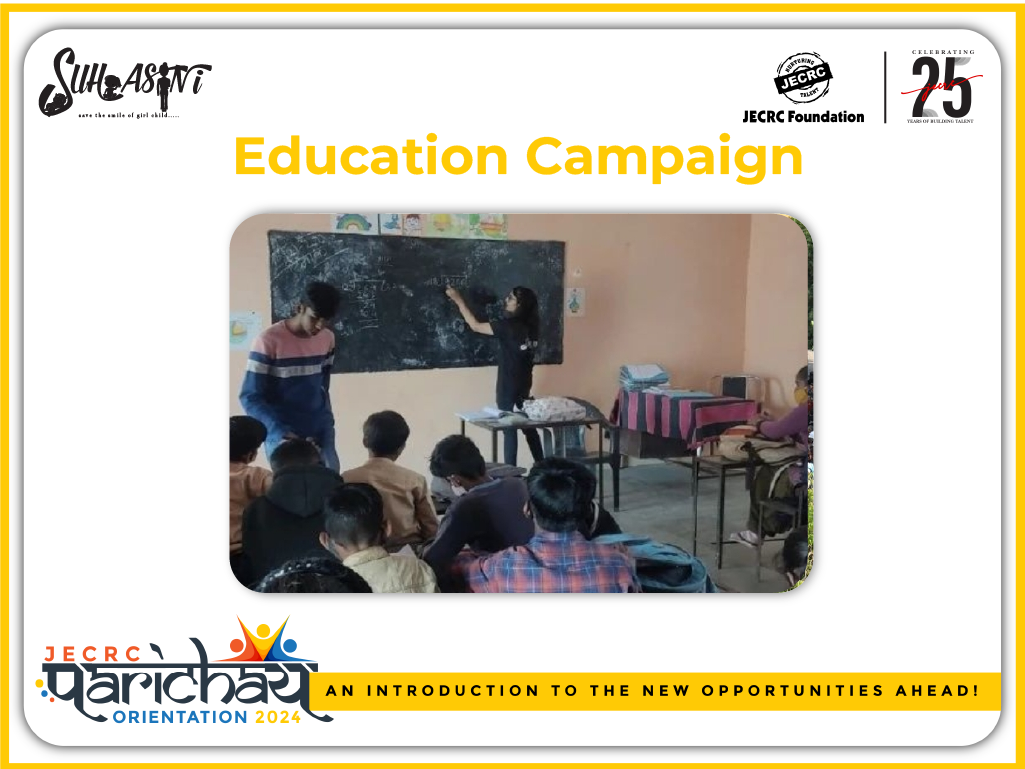 SUHASINI
save the smile of girl child.....
NURTURING
JECRC
TALENT
JECRC Foundation
CELEBRATING
25
years
YEARS OF BUILDING TALENT
Education Campaign
JECRC
parichay
ORIENTATION 2024
AN INTRODUCTION TO THE NEW OPPORTUNITIES AHEAD!